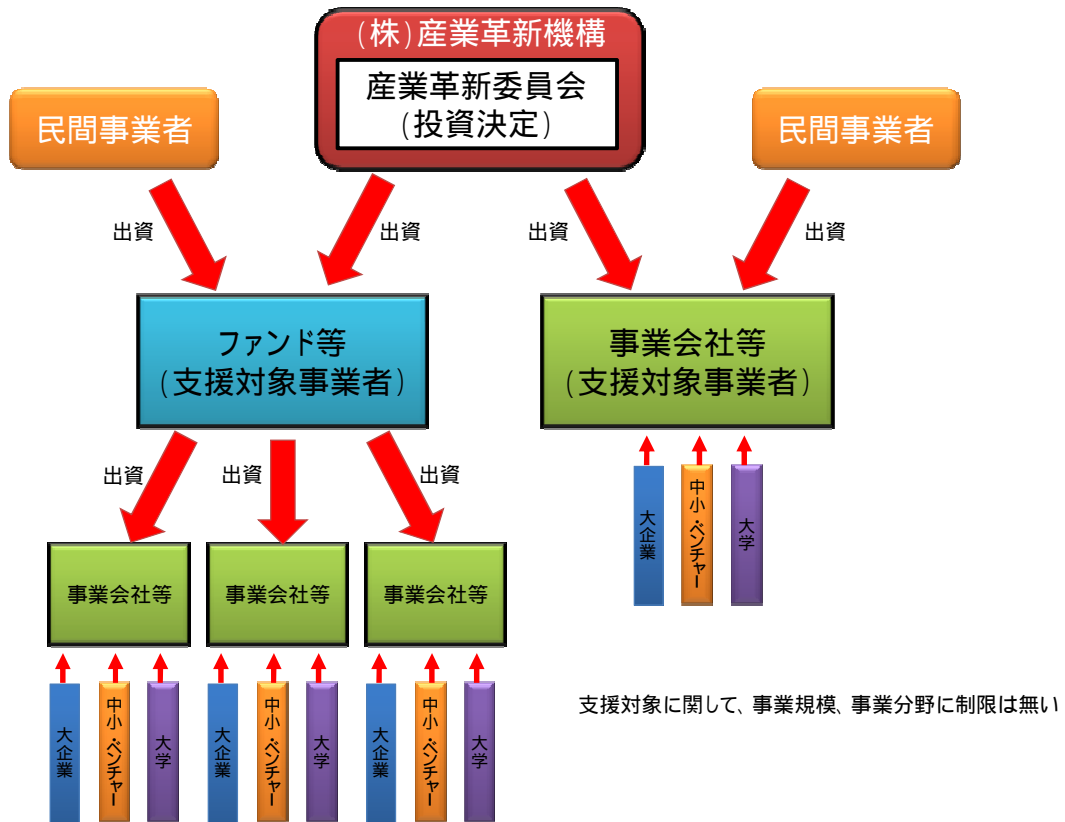 (株)産業革新機構
産業革新委員会
(投資決定)
民間事業者
民間事業者
出資
出資
出資
出資
ファンド等
(支援対象事業者)
事業会社等
(支援対象事業者)
出資
出資
出資
大企業
中小・ベンチャー
大学
事業会社等
事業会社等
事業会社等
大企業
中小・ベンチャー
大学
大企業
中小・ベンチャー
大学
大企業
中小・ベンチャー
大学
支援対象に関して、事業規模、事業分野に制限は無い